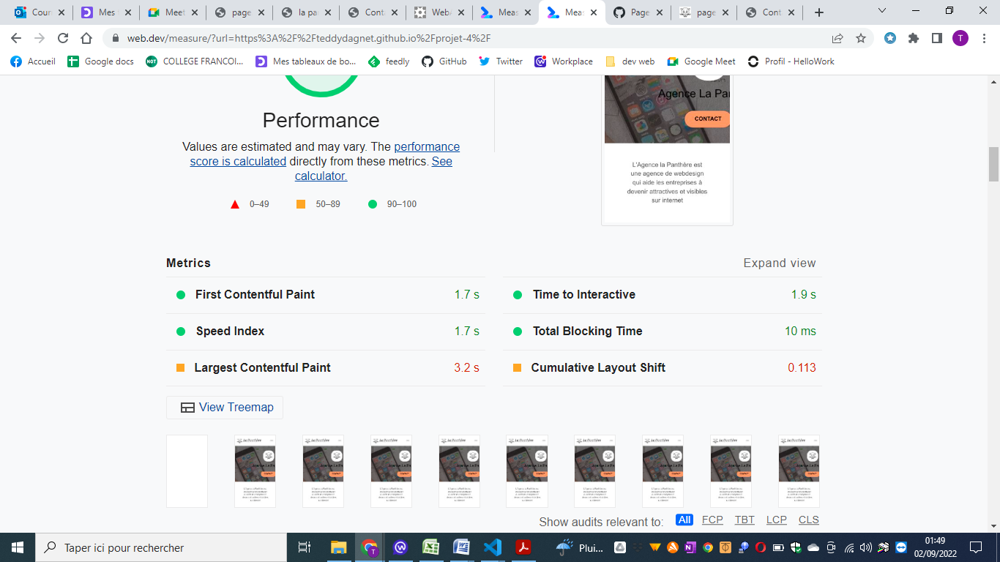 Cour
Mes
Meet
page
la pa
Cont
WebA
Meas
Meas
Page
page
Cont
web.dev/measure/?url=https%3A%2F%2Fteddydagnet.github.io%2Fprojet-4%2F
T
Accueil
Google docs
COLLEGE FRANCOI...
Mes tableaux de bo...
feedly
GitHub
Twitter
Workplace
dev web
Google Meet
Profil - HelloWork
Performance
Values are estimated and may vary. The performance
score is calculated directly from these metrics. See
calculator.
0–49
50–89
90–100
Agence La Pan
CONTACT
L'Agence la Panthère est
une agence de webdesign
qui aide les entreprises à
devenir attractives et visibles
sur internet
Metrics
Expand view
First Contentful Paint
1.7 s
Time to Interactive
1.9 s
Speed Index
1.7 s
Total Blocking Time
10 ms
Largest Contentful Paint
3.2 s
Cumulative Layout Shift
0.113
View Treemap
Show audits relevant to:
All
FCP
TBT
LCP
CLS
Taper ici pour rechercher
Plui...
01:49
02/09/2022